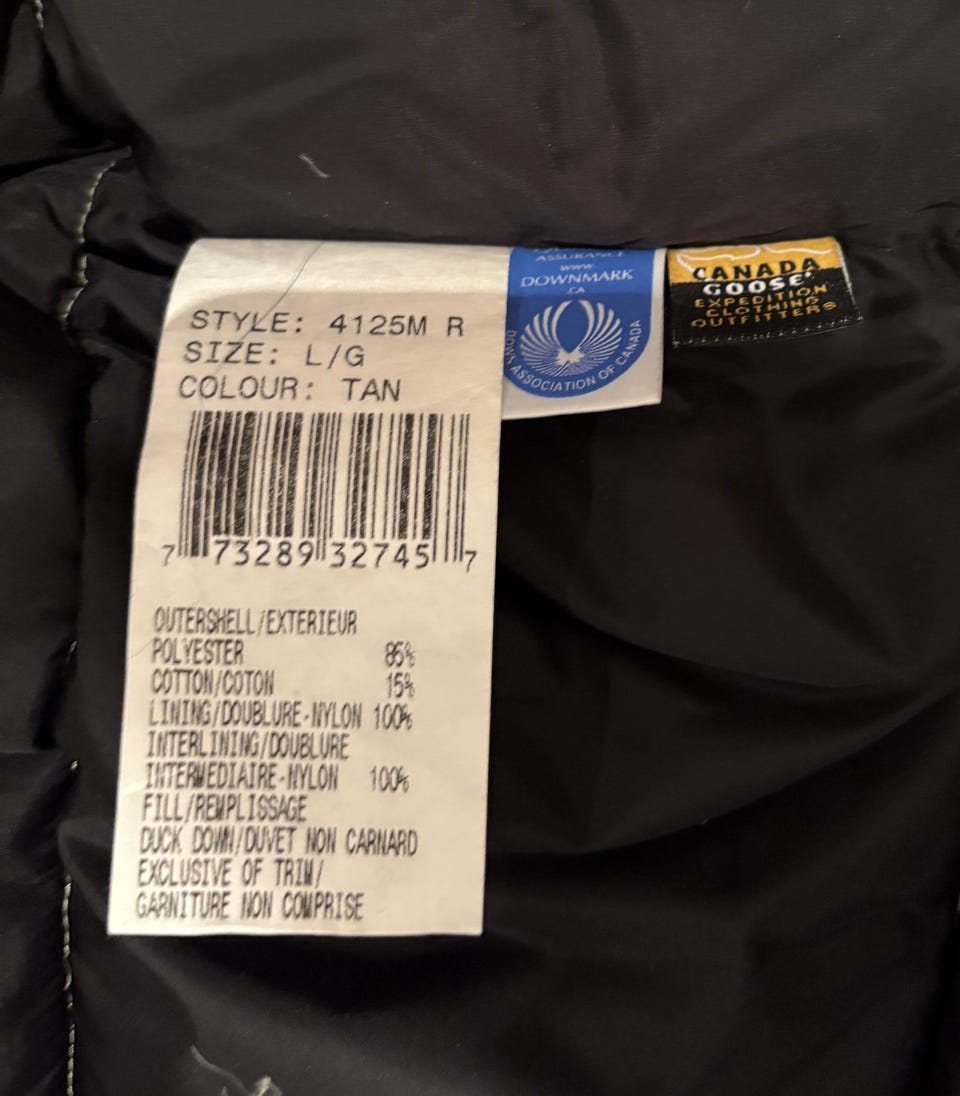 STYLE: 4125M R
SIZE: L/G
COLOUR: TAN
7 73289 32745 7
OUTERSHELL/EXTERIEUR
POLYESTER 85%
COTTON/COTON 15%
LINING/DOUBLURE-NYLON 100%
INTERLINING/DOUBLURE
INTERMEDIAIRE-NYLON 100%
FILL/REMPLISSAGE
DUCK DOWN/DUVET NON CARNARD
EXCLUSIVE OF TRIM/
GARNITURE NON COMPRISE
ASSURANCE
www
DOWNMARK
.CA
DOWN ASSOCIATION OF CANADA
CANADA
GOOSE®
EXPEDITION
CLOTHING
OUTFITTERS